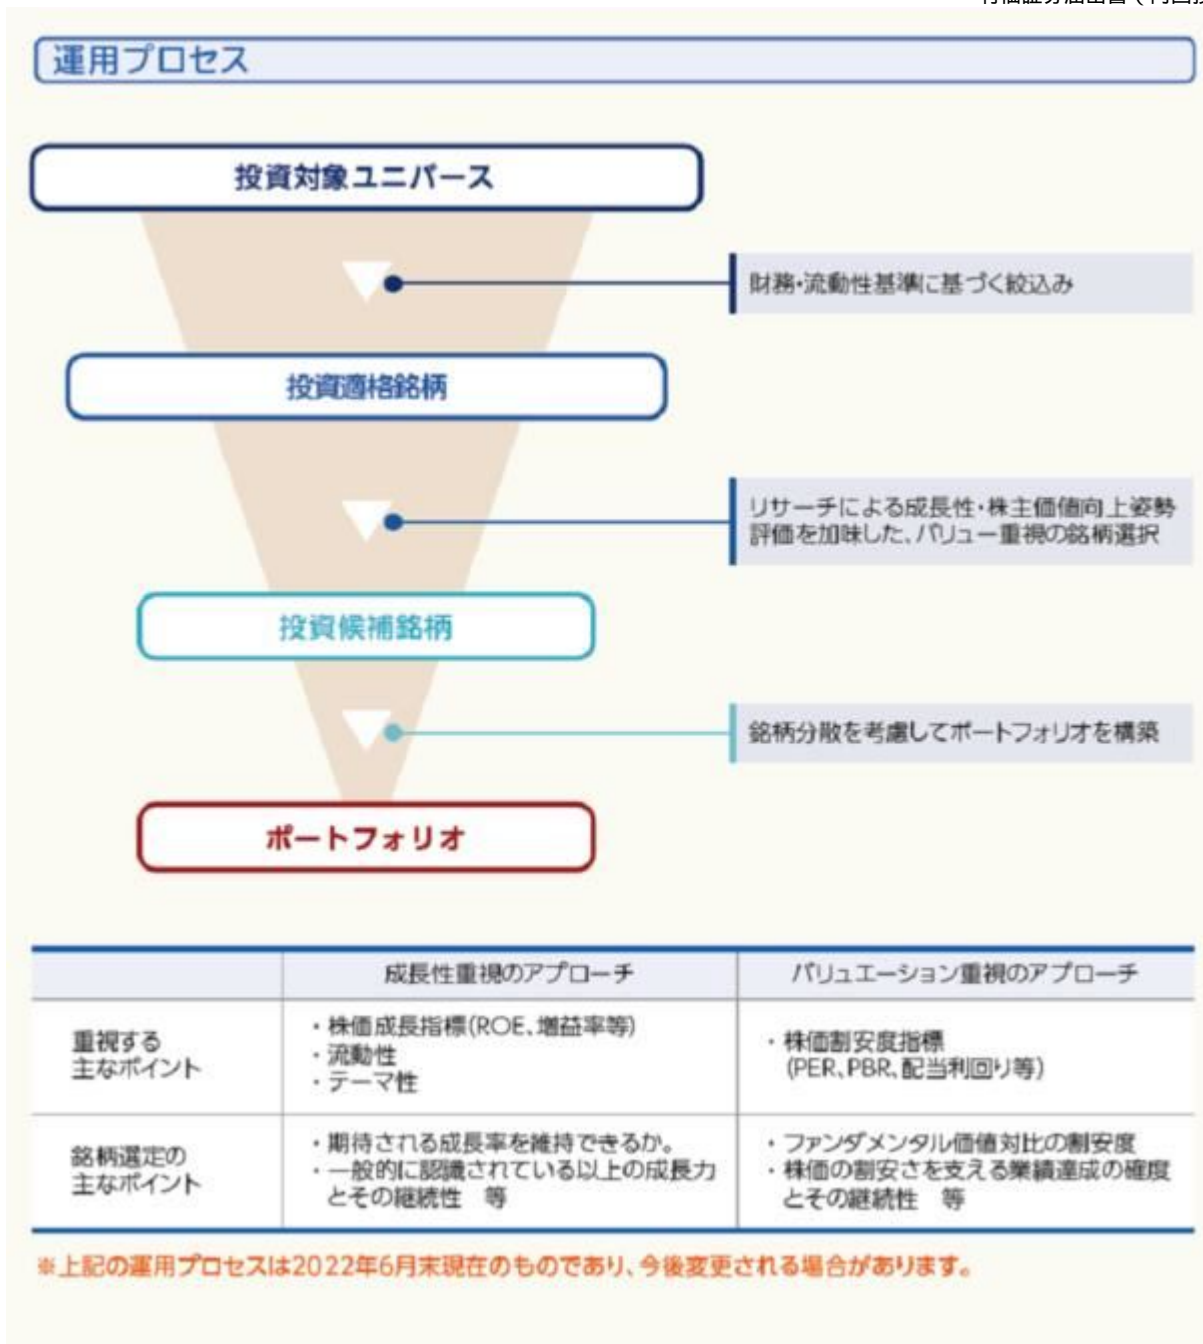 運用プロセス
投資対象ユニバース
財務・流動性基準に基づく絞込み
投資適格銘柄
リサーチによる成長性・株主価値向上姿勢
評価を加味した、バリュー重視の銘柄選択
投資候補銘柄
銘柄分散を考慮してポートフォリオを構築
ポートフォリオ
成長性重視のアプローチ
バリュエーション重視のアプローチ
重視する
主なポイント
・株価成長指標(ROE、増益率等)
・流動性
・テーマ性
・株価割安度指標
(PER、PBR、配当利回り等)
銘柄選定の
主なポイント
・期待される成長率を維持できるか。
・一般的に認識されている以上の成長力
とその継続性 等
・ファンダメンタル価値対比の割安度
・株価の割安さを支える業績達成の確度
とその継続性 等
※上記の運用プロセスは2022年6月末現在のものであり、今後変更される場合があります。